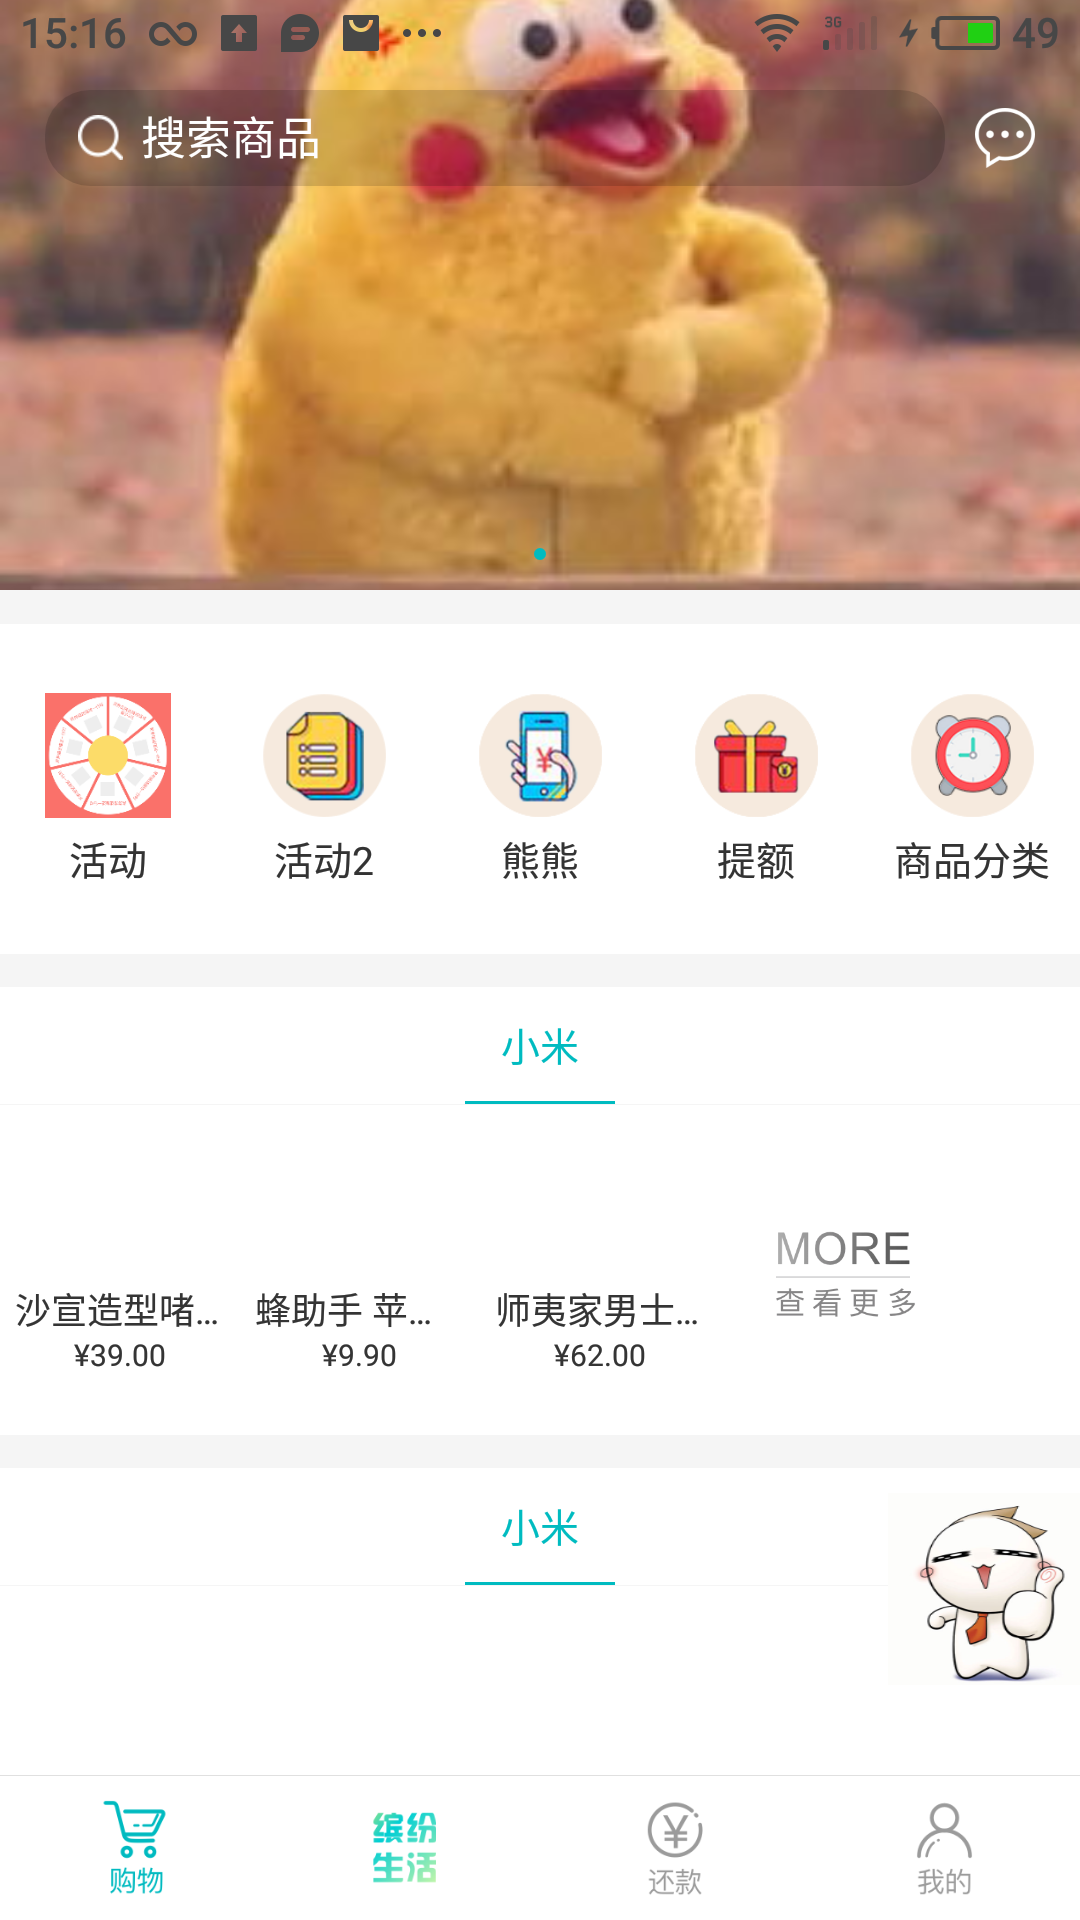 15:16 3G 49
搜索商品
活动 活动2 熊熊 提额 商品分类
小米
MORE
查看更多
沙宣造型啫... 蜂助手 苹... 师夷家男士...
¥39.00 ¥9.90 ¥62.00
小米
缤纷
生活
购物 还款 我的